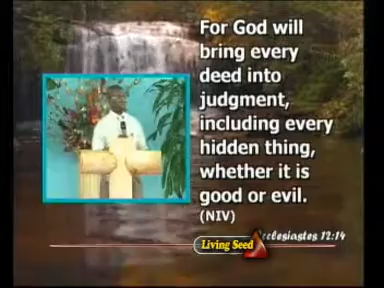 For God will
bring every
deed into
judgment,
including every
hidden thing,
whether it is
good or evil.
(NIV)
Ecclesiastes 12:14
Living Seed